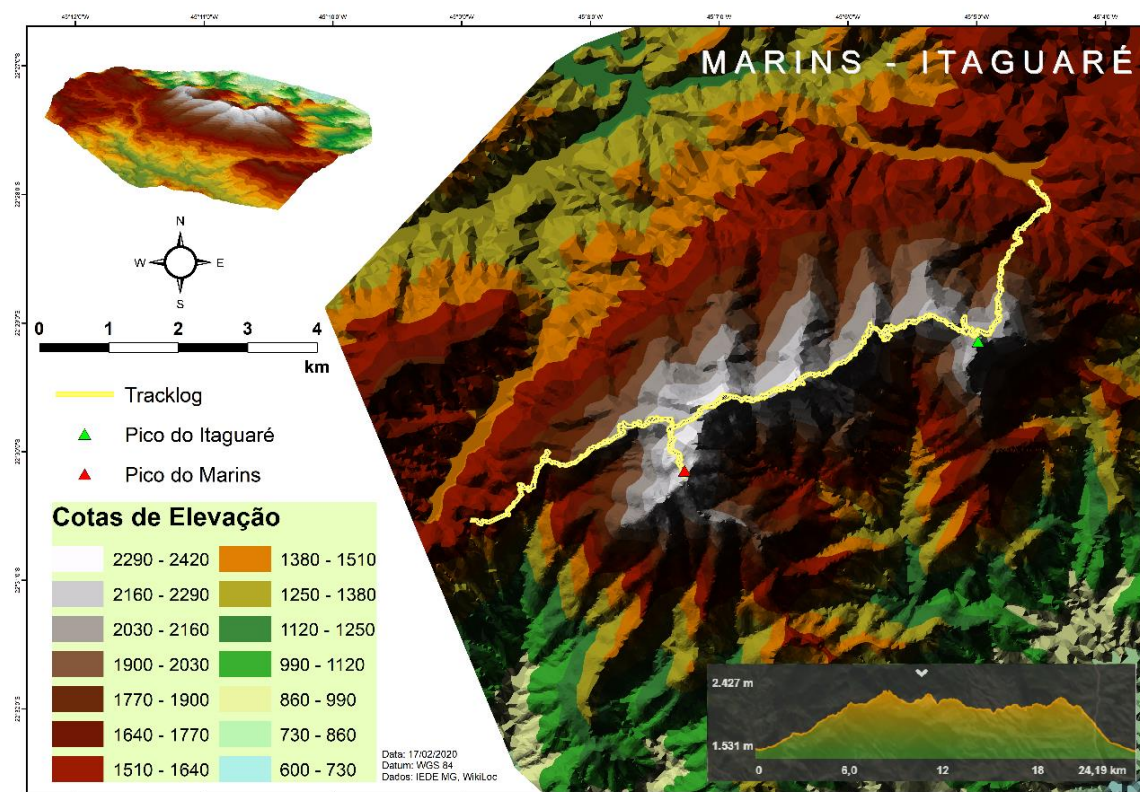 MARINS - ITAGUARÉ
N
W
E
S
0 1 2 3 4
km
Tracklog
Pico do Itaguaré
Pico do Marins
Cotas de Elevação
2290 - 2420
2160 - 2290
2030 - 2160
1900 - 2030
1770 - 1900
1640 - 1770
1510 - 1640
1380 - 1510
1250 - 1380
1120 - 1250
990 - 1120
860 - 990
730 - 860
600 - 730
Data: 17/02/2020
Datum: WGS 84
Dados: IEDE MG, WikiLoc
2.427 m
1.531 m
0 6,0 12 18 24,19 km